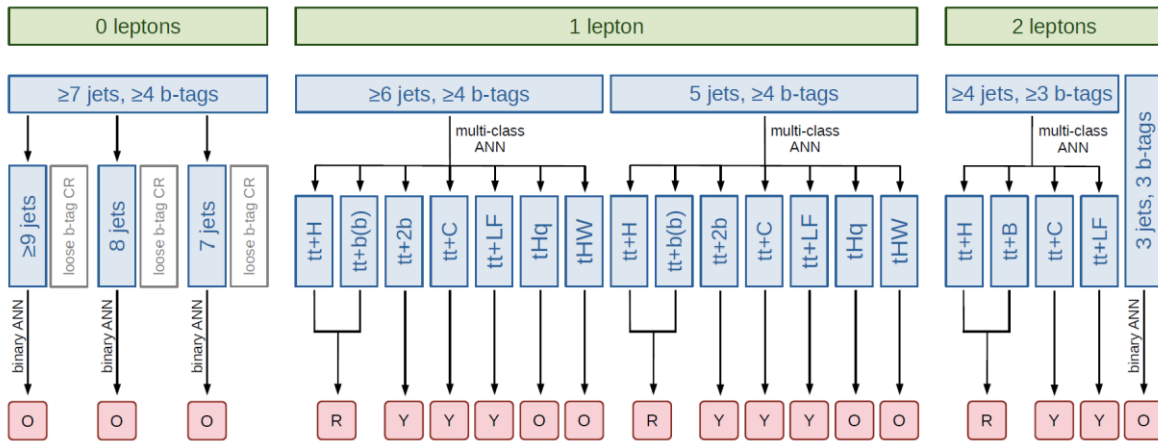 0 leptons
1 lepton
2 leptons
≥7 jets, ≥4 b-tags
≥6 jets, ≥4 b-tags
5 jets, ≥4 b-tags
≥4 jets, ≥3 b-tags
3 jets, 3 b-tags
multi-class
ANN
multi-class
ANN
multi-class
ANN
≥9 jets
loose b-tag CR
8 jets
loose b-tag CR
7 jets
loose b-tag CR
tt+H
tt+b(b)
tt+2b
tt+C
tt+LF
tHq
tHW
tt+H
tt+b(b)
tt+2b
tt+C
tt+LF
tHq
tHW
tt+H
tt+B
tt+C
tt+LF
binary ANN
binary ANN
binary ANN
binary ANN
O
O
O
R
Y
Y
Y
O
O
R
Y
Y
Y
O
O
R
Y
Y
O